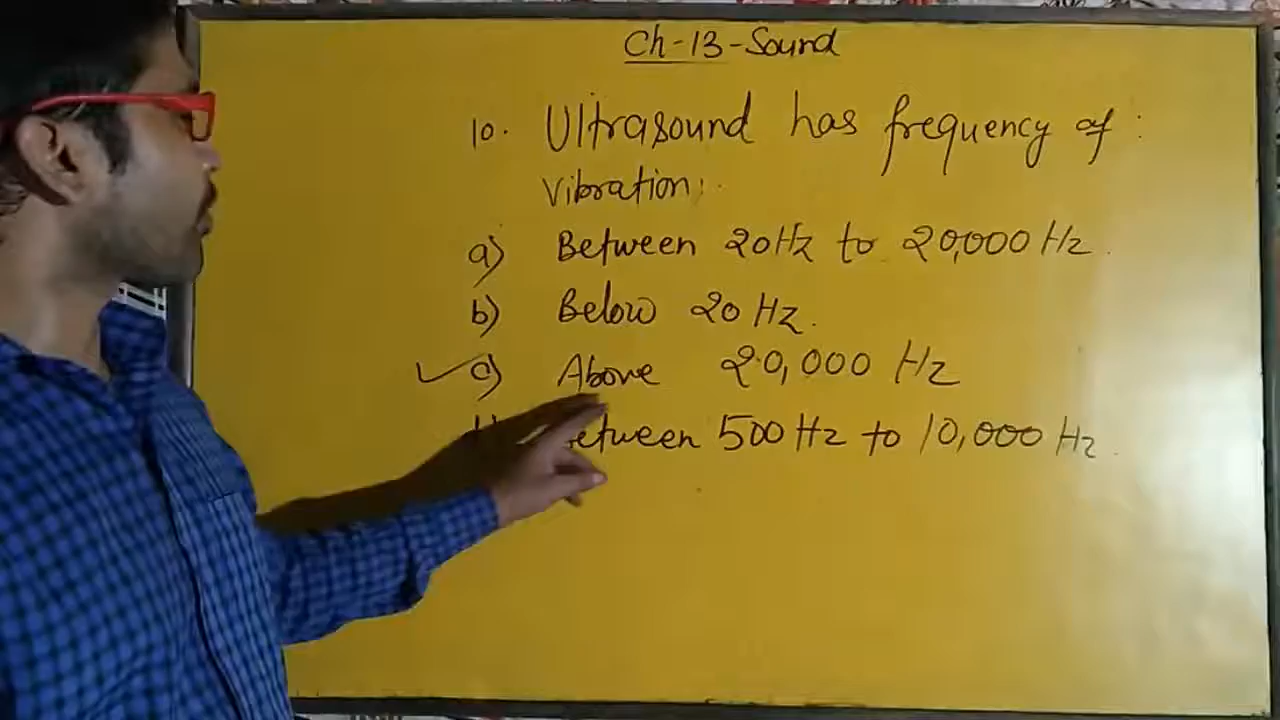 Ch-13-Sound
10. Ultrasound has frequency of :
Vibration:
a) Between 20Hz to 20,000 Hz.
b) Below 20 Hz.
✓ c) Above 20,000 Hz
Between 500 Hz to 10,000 Hz.